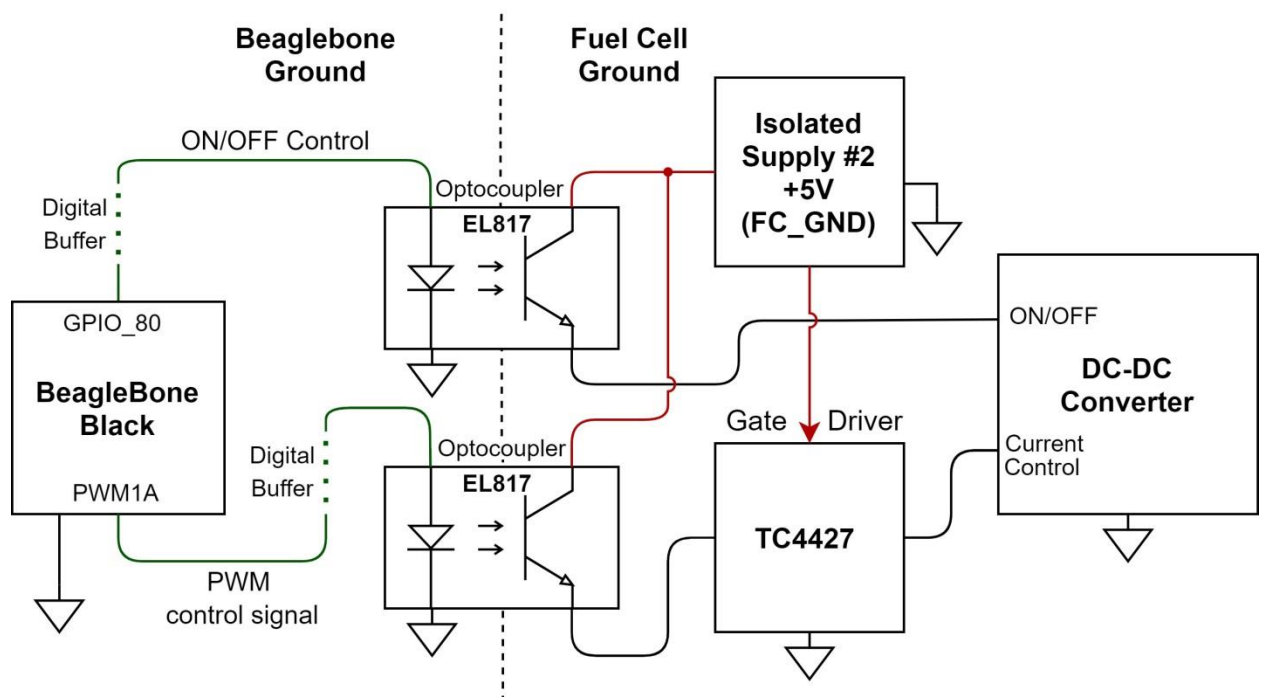 Beaglebone
Ground
Fuel Cell
Ground
ON/OFF Control
Digital
Buffer
Optocoupler
EL817
Isolated
Supply #2
+5V
(FC_GND)
GPIO_80
BeagleBone
Black
PWM1A
ON/OFF
DC-DC
Converter
Current
Control
Gate Driver
Digital
Buffer
Optocoupler
EL817
TC4427
PWM
control signal